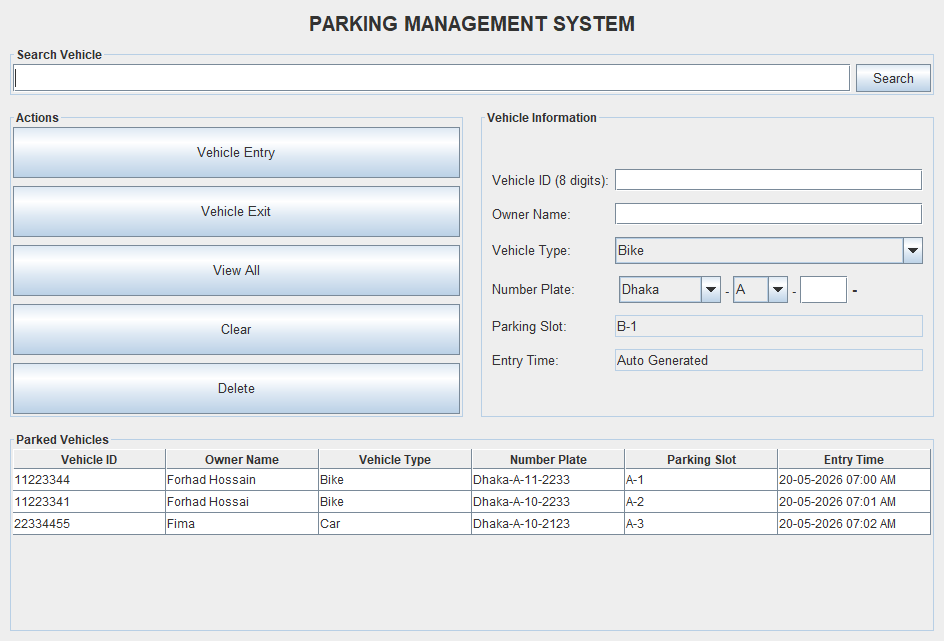 PARKING MANAGEMENT SYSTEM
Search Vehicle
Search
Actions
Vehicle Entry
Vehicle Exit
View All
Clear
Delete
Vehicle Information
Vehicle ID (8 digits):
Owner Name:
Vehicle Type: Bike
Number Plate: Dhaka - A - -
Parking Slot: B-1
Entry Time: Auto Generated
Parked Vehicles
Vehicle ID Owner Name Vehicle Type Number Plate Parking Slot Entry Time
11223344 Forhad Hossain Bike Dhaka-A-11-2233 A-1 20-05-2026 07:00 AM
11223341 Forhad Hossai Bike Dhaka-A-10-2233 A-2 20-05-2026 07:01 AM
22334455 Fima Car Dhaka-A-10-2123 A-3 20-05-2026 07:02 AM